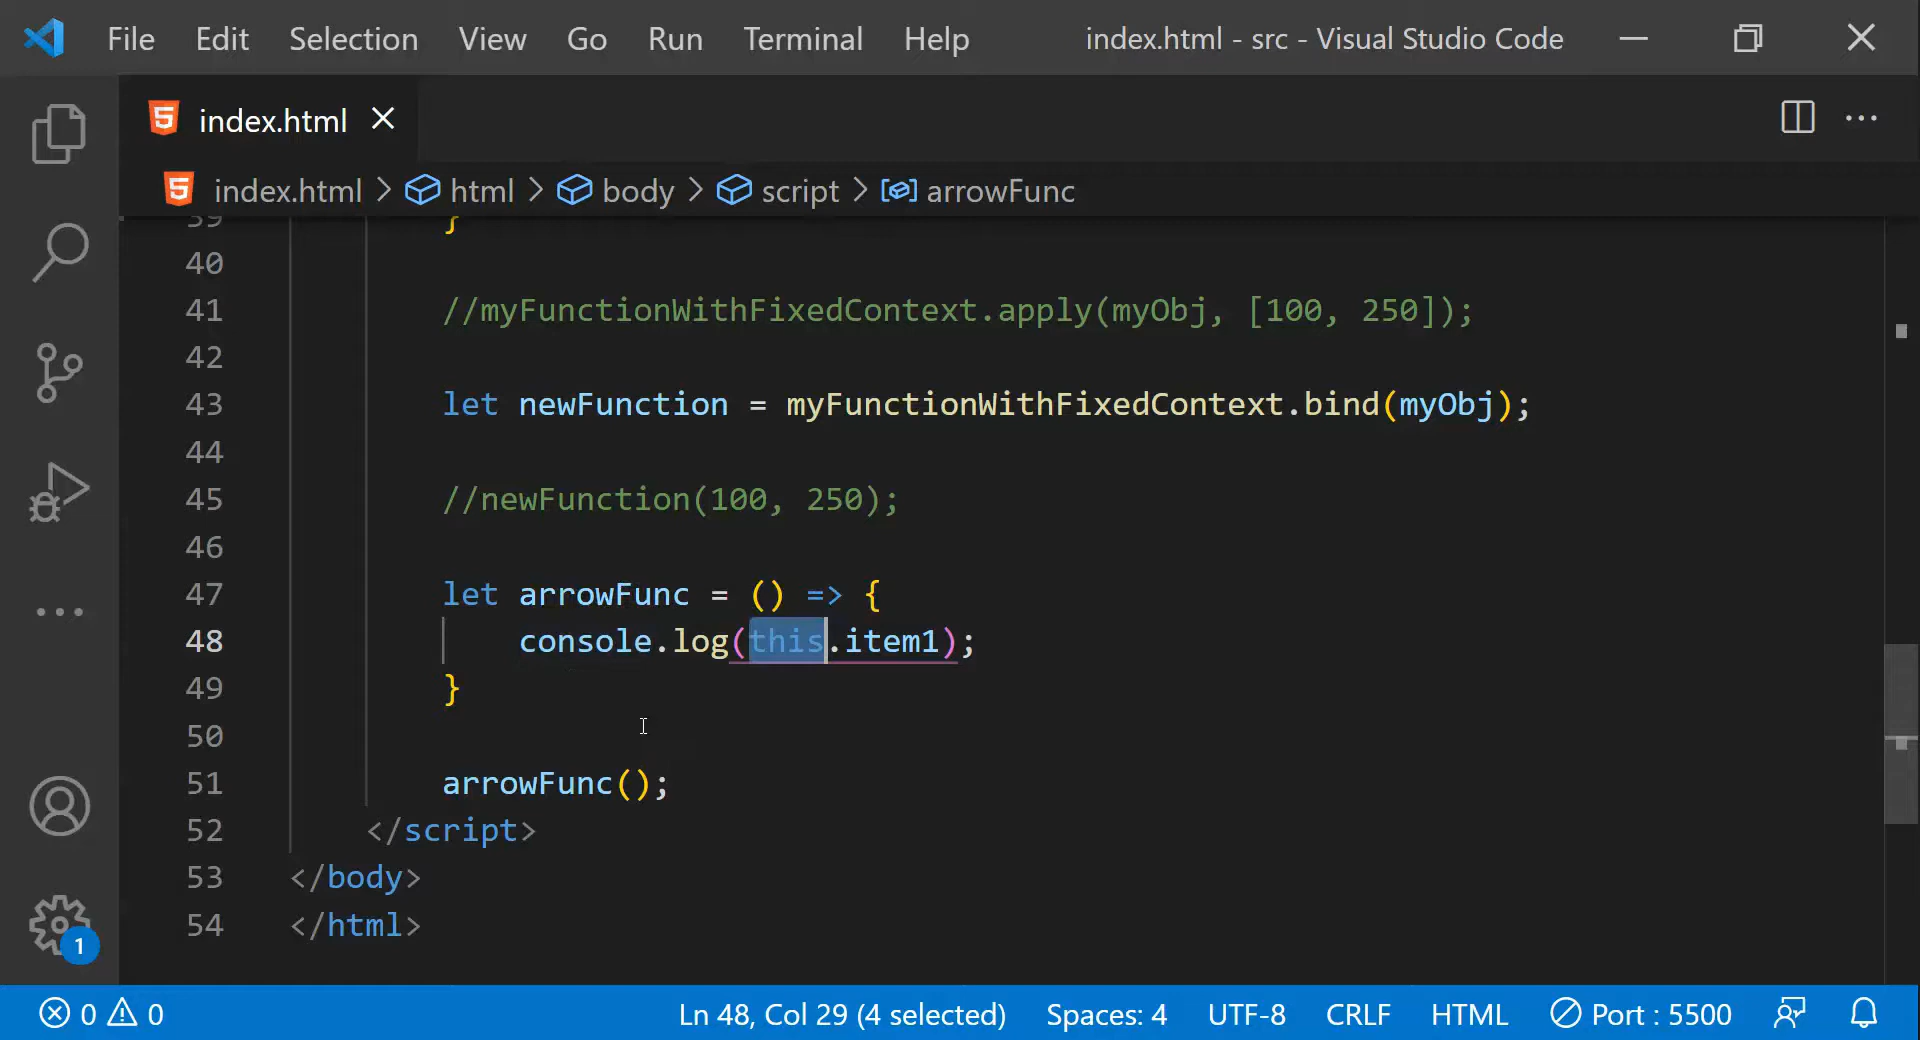 File Edit Selection View Go Run Terminal Help index.html - src - Visual Studio Code
index.html
index.html > html > body > script > arrowFunc
39 }
40
41 //myFunctionWithFixedContext.apply(myObj, [100, 250]);
42
43 let newFunction = myFunctionWithFixedContext.bind(myObj);
44
45 //newFunction(100, 250);
46
47 let arrowFunc = () => {
48 console.log(this.item1);
49 }
50
51 arrowFunc();
52 </script>
53 </body>
54 </html>
1
0 0 Ln 48, Col 29 (4 selected) Spaces: 4 UTF-8 CRLF HTML Port : 5500